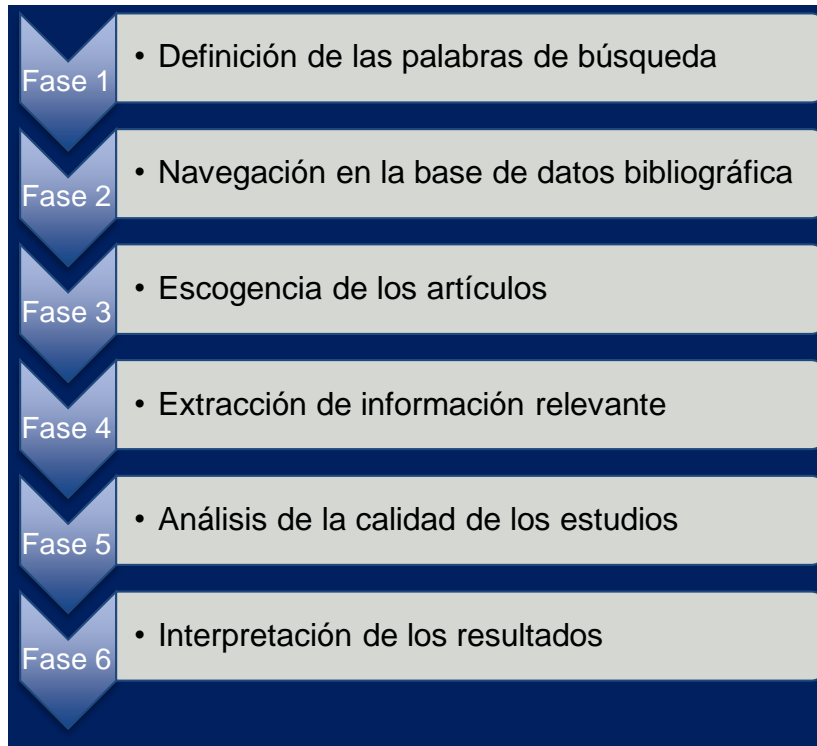 Fase 1
• Definición de las palabras de búsqueda
Fase 2
• Navegación en la base de datos bibliográfica
Fase 3
• Escogencia de los artículos
Fase 4
• Extracción de información relevante
Fase 5
• Análisis de la calidad de los estudios
Fase 6
• Interpretación de los resultados